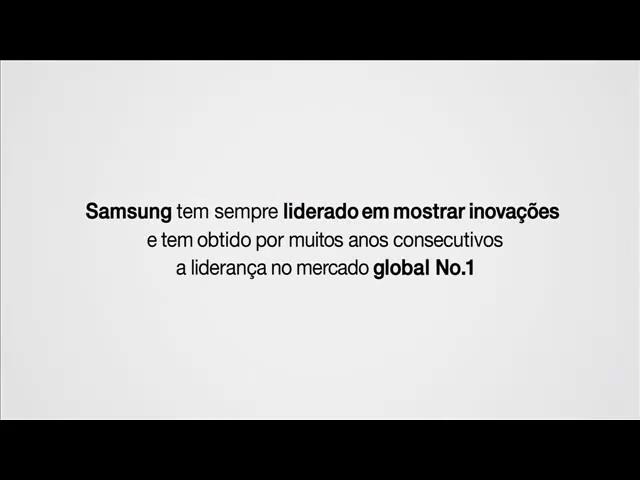 Samsung tem sempre liderado em mostrar inovações
e tem obtido por muitos anos consecutivos
a liderança no mercado global No.1